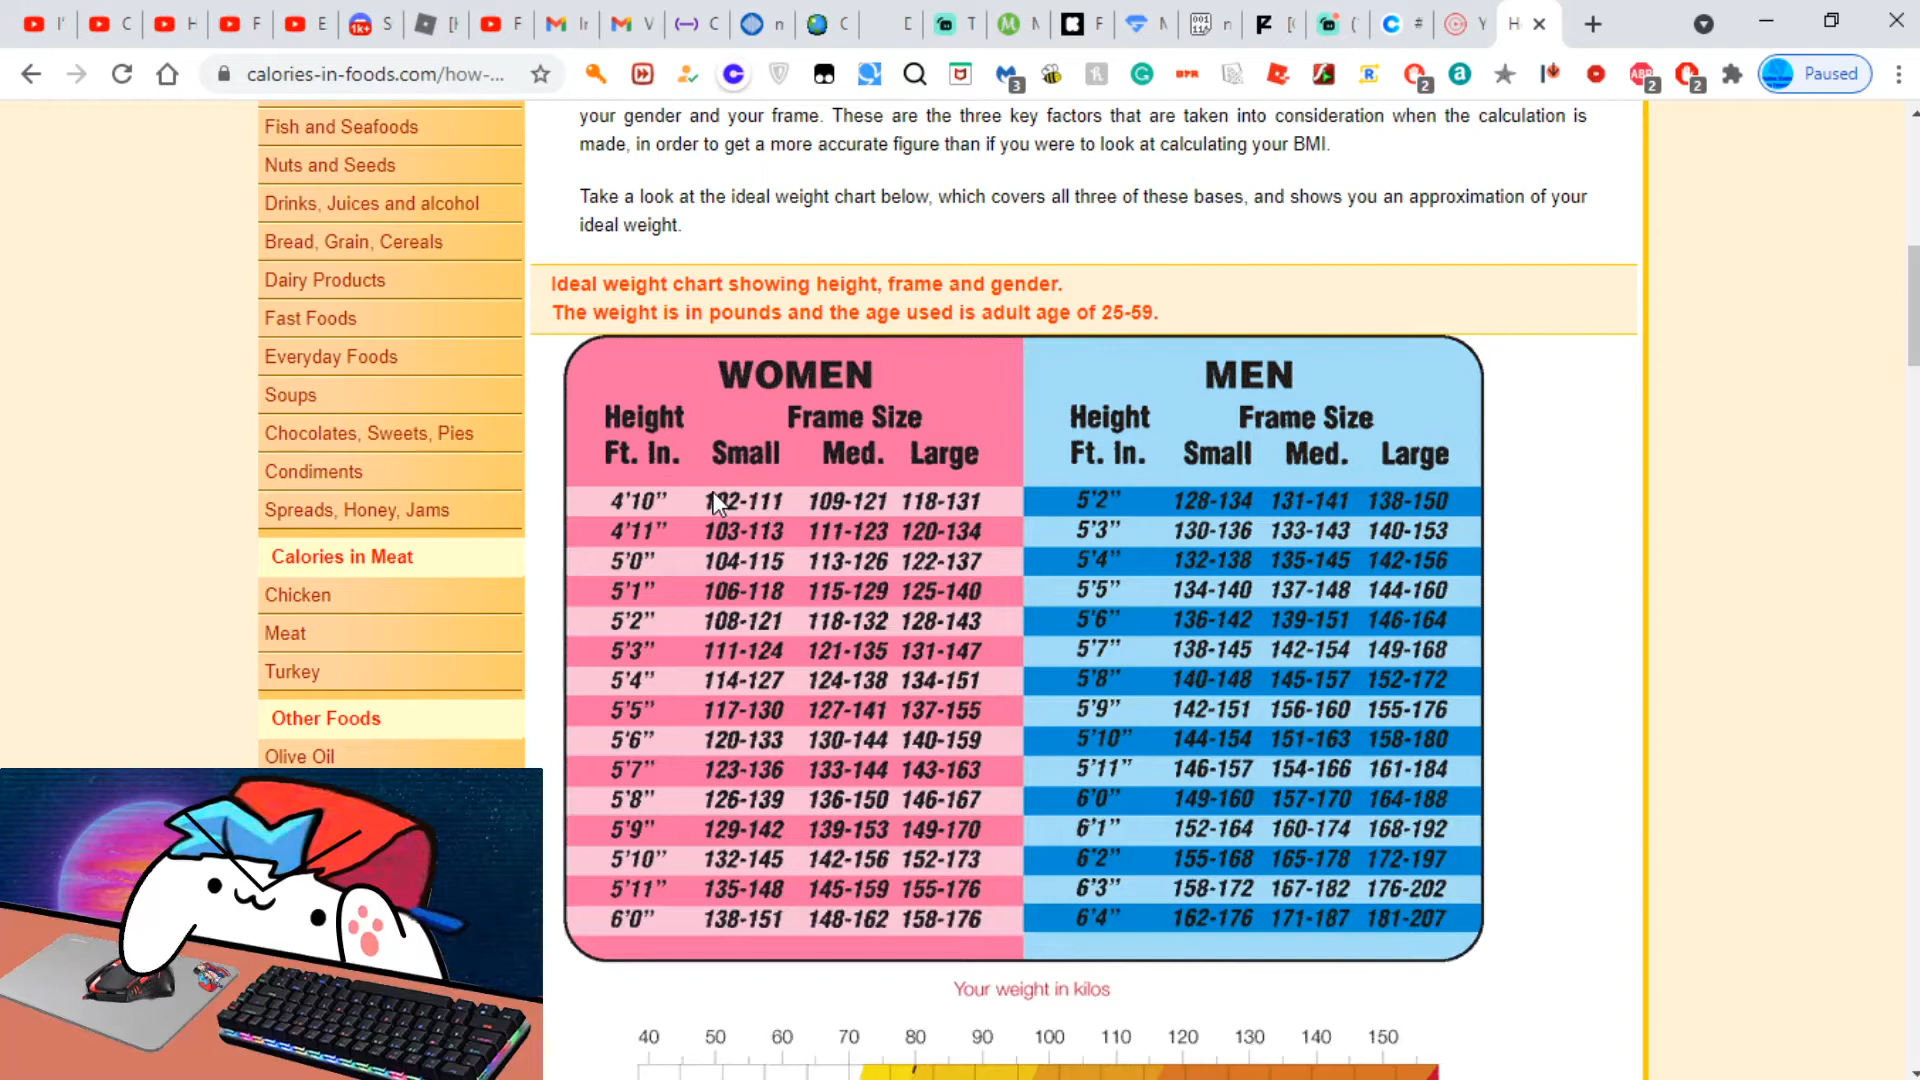 calories-in-foods.com/how-...
Paused
Fish and Seafoods
Nuts and Seeds
Drinks, Juices and alcohol
Bread, Grain, Cereals
Dairy Products
Fast Foods
Everyday Foods
Soups
Chocolates, Sweets, Pies
Condiments
Spreads, Honey, Jams
Calories in Meat
Chicken
Meat
Turkey
Other Foods
Olive Oil
your gender and your frame. These are the three key factors that are taken into consideration when the calculation is
made, in order to get a more accurate figure than if you were to look at calculating your BMI.
Take a look at the ideal weight chart below, which covers all three of these bases, and shows you an approximation of your
ideal weight.
Ideal weight chart showing height, frame and gender.
The weight is in pounds and the age used is adult age of 25-59.
WOMEN
Height Frame Size
Ft. In. Small Med. Large
4'10” 102-111 109-121 118-131
4'11” 103-113 111-123 120-134
5'0” 104-115 113-126 122-137
5'1” 106-118 115-129 125-140
5'2” 108-121 118-132 128-143
5'3” 111-124 121-135 131-147
5'4” 114-127 124-138 134-151
5'5” 117-130 127-141 137-155
5'6” 120-133 130-144 140-159
5'7” 123-136 133-144 143-163
5'8” 126-139 136-150 146-167
5'9” 129-142 139-153 149-170
5'10” 132-145 142-156 152-173
5'11” 135-148 145-159 155-176
6'0” 138-151 148-162 158-176
MEN
Height Frame Size
Ft. In. Small Med. Large
5'2” 128-134 131-141 138-150
5'3” 130-136 133-143 140-153
5'4” 132-138 135-145 142-156
5'5” 134-140 137-148 144-160
5'6” 136-142 139-151 146-164
5'7” 138-145 142-154 149-168
5'8” 140-148 145-157 152-172
5'9” 142-151 156-160 155-176
5'10” 144-154 151-163 158-180
5'11” 146-157 154-166 161-184
6'0” 149-160 157-170 164-188
6'1” 152-164 160-174 168-192
6'2” 155-168 165-178 172-197
6'3” 158-172 167-182 176-202
6'4” 162-176 171-187 181-207
Your weight in kilos
40 50 60 70 80 90 100 110 120 130 140 150